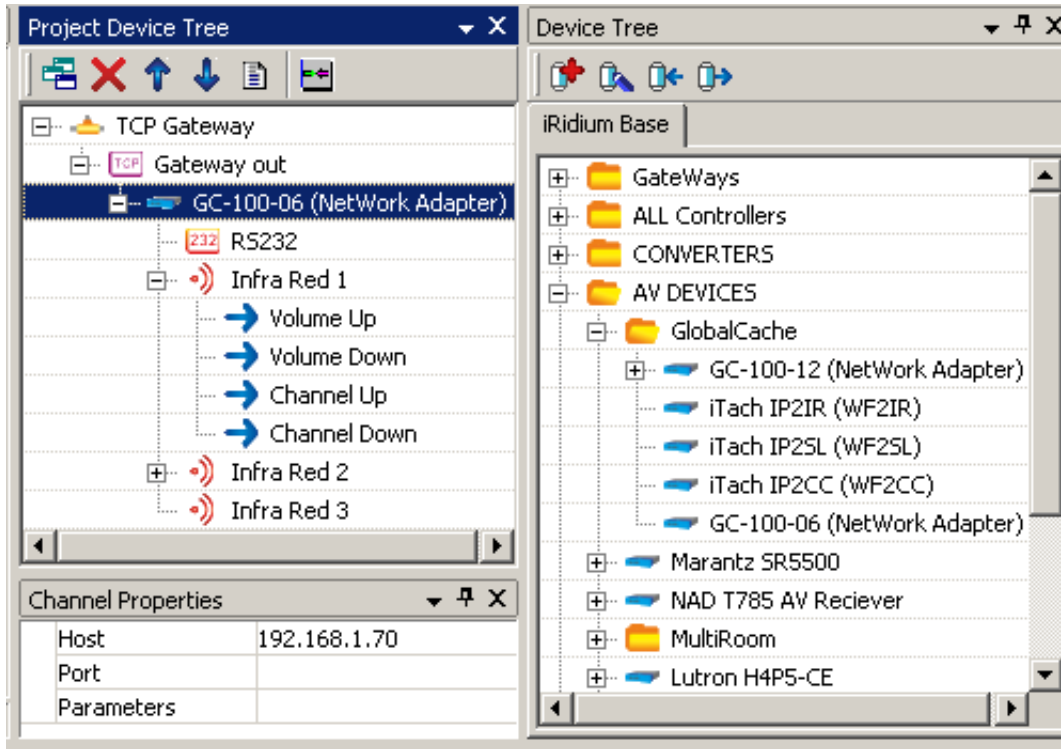 Project Device Tree
TCP Gateway
TCP Gateway out
GC-100-06 (NetWork Adapter)
232 RS232
Infra Red 1
Volume Up
Volume Down
Channel Up
Channel Down
Infra Red 2
Infra Red 3
Channel Properties
Host 192.168.1.70
Port
Parameters
Device Tree
iRidium Base
GateWays
ALL Controllers
CONVERTERS
AV DEVICES
GlobalCache
GC-100-12 (NetWork Adapter)
iTach IP2IR (WF2IR)
iTach IP2SL (WF2SL)
iTach IP2CC (WF2CC)
GC-100-06 (NetWork Adapter)
Marantz SR5500
NAD T785 AV Reciever
MultiRoom
Lutron H4P5-CE